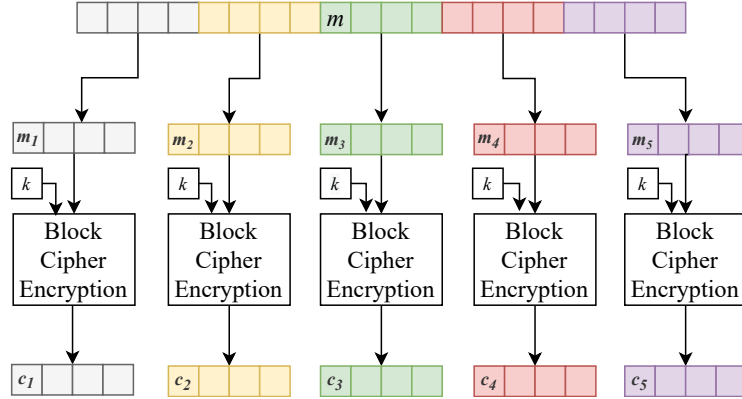 m
m1 m2 m3 m4 m5
k k k k k
Block Block Block Block Block
Cipher Cipher Cipher Cipher Cipher
Encryption Encryption Encryption Encryption Encryption
c1 c2 c3 c4 c5